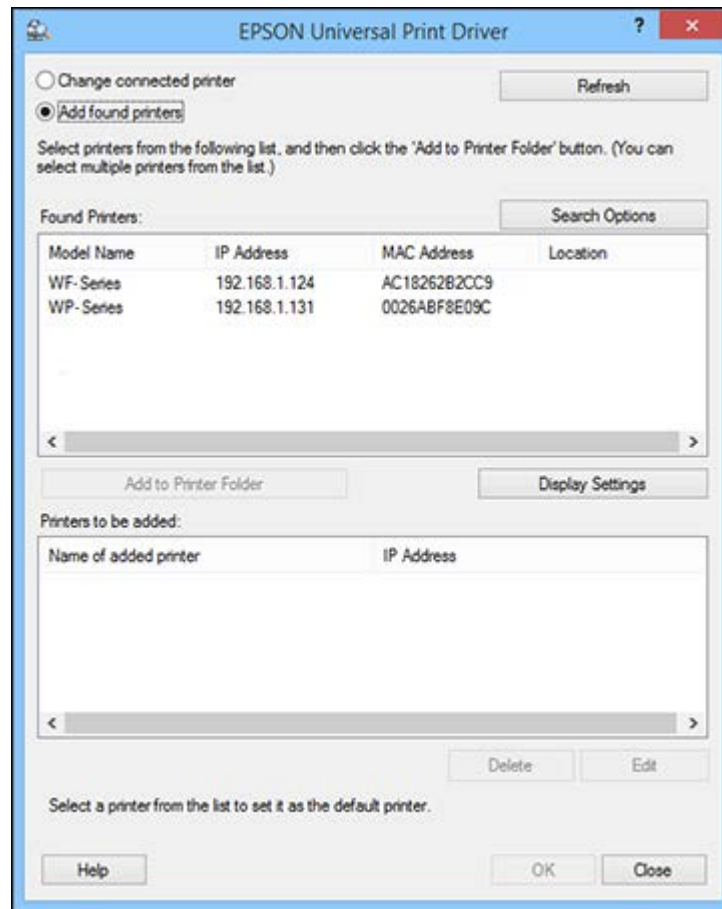 EPSON Universal Print Driver ? ×
Change connected printer
Refresh
Add found printers
Select printers from the following list, and then click the 'Add to Printer Folder' button. (You can
select multiple printers from the list.)
Found Printers:
Search Options
Model Name IP Address MAC Address Location
WF-Series 192.168.1.124 AC18262B2CC9
WP-Series 192.168.1.131 0026ABF8E09C
Add to Printer Folder
Display Settings
Printers to be added:
Name of added printer IP Address
Delete Edit
Select a printer from the list to set it as the default printer.
Help OK Close